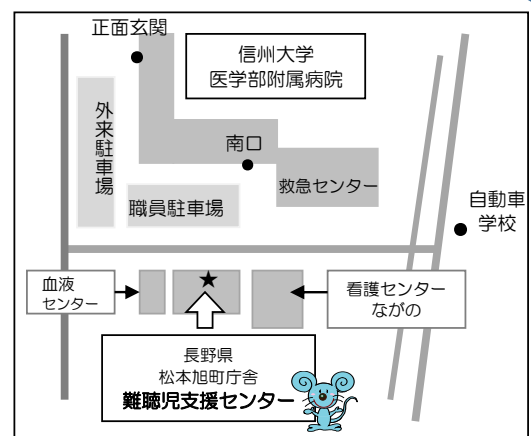 正面玄関
信州大学
医学部附属病院
外来駐車場
南口
救急センター
職員駐車場
自動車
学校
血液
センター
★
看護センター
ながの
長野県
松本旭町庁舎
難聴児支援センター